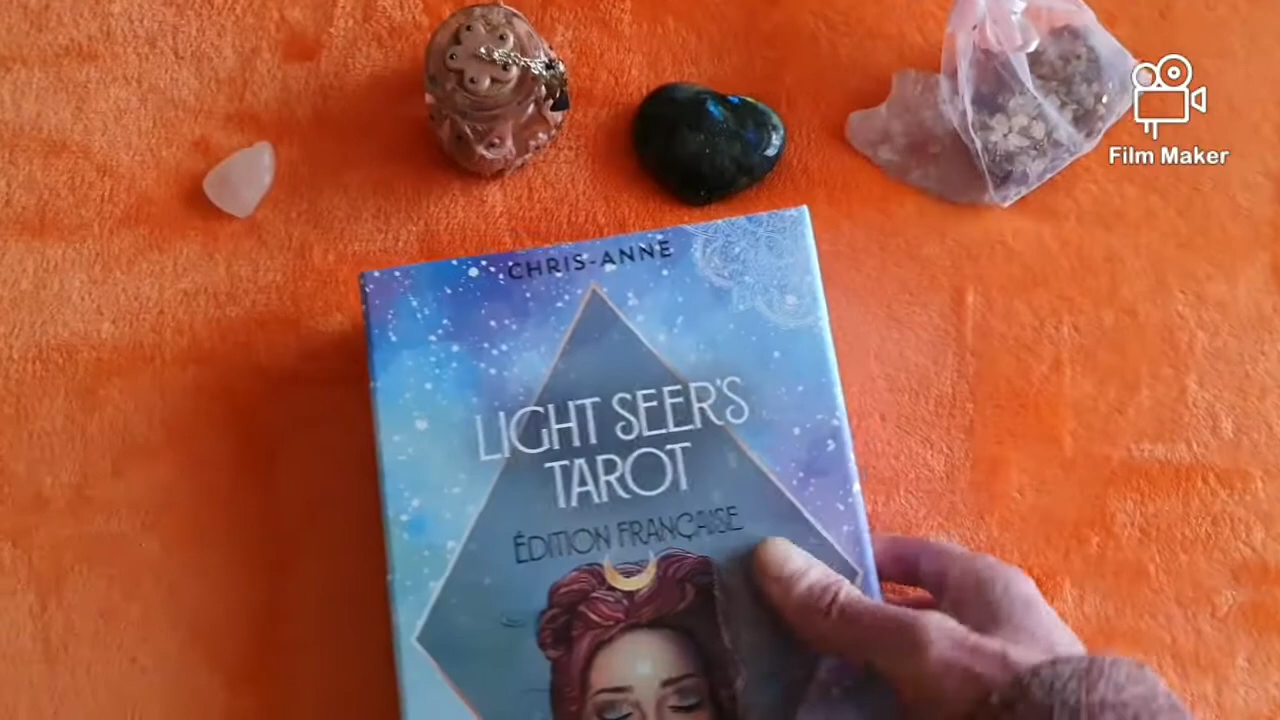 Film Maker
CHRIS-ANNE
LIGHT SEER'S
TAROT
ÉDITION FRANÇAISE